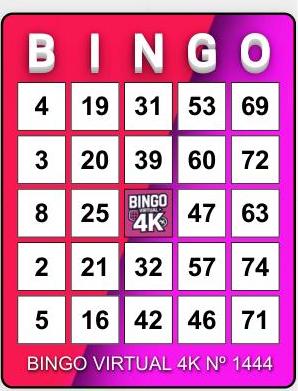 B I N G O
4 19 31 53 69
3 20 39 60 72
8 25 BINGO VIRTUAL 4K 47 63
2 21 32 57 74
5 16 42 46 71
BINGO VIRTUAL 4K Nº 1444